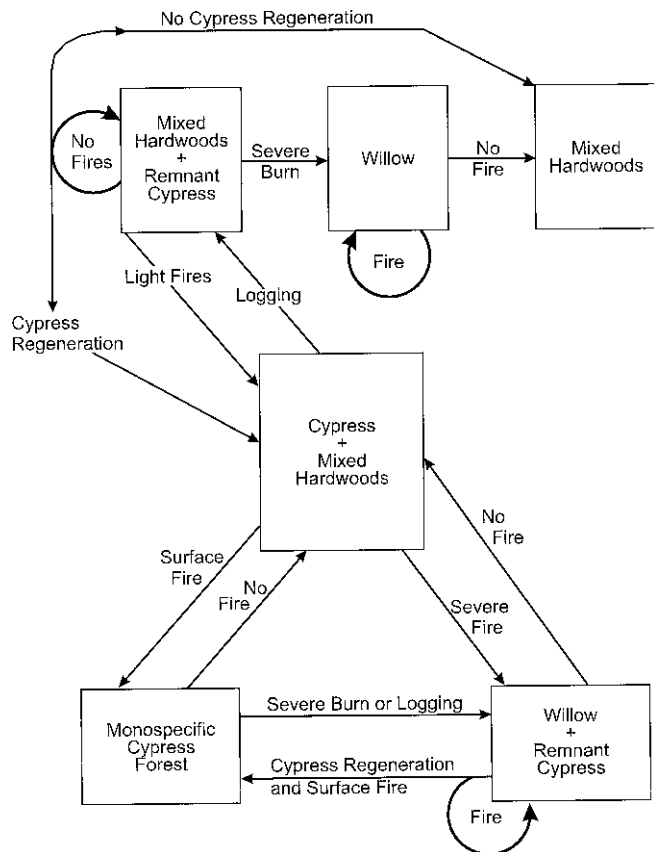 No Cypress Regeneration
No
Fires
Mixed
Hardwoods
+
Remnant
Cypress
Severe
Burn
Willow
No
Fire
Mixed
Hardwoods
Fire
Light Fires
Logging
Cypress
Regeneration
Cypress
+
Mixed
Hardwoods
Surface
Fire
No
Fire
Severe
Fire
No
Fire
Monospecific
Cypress
Forest
Severe Burn or Logging
Willow
+
Remnant
Cypress
Cypress Regeneration
and Surface Fire
Fire